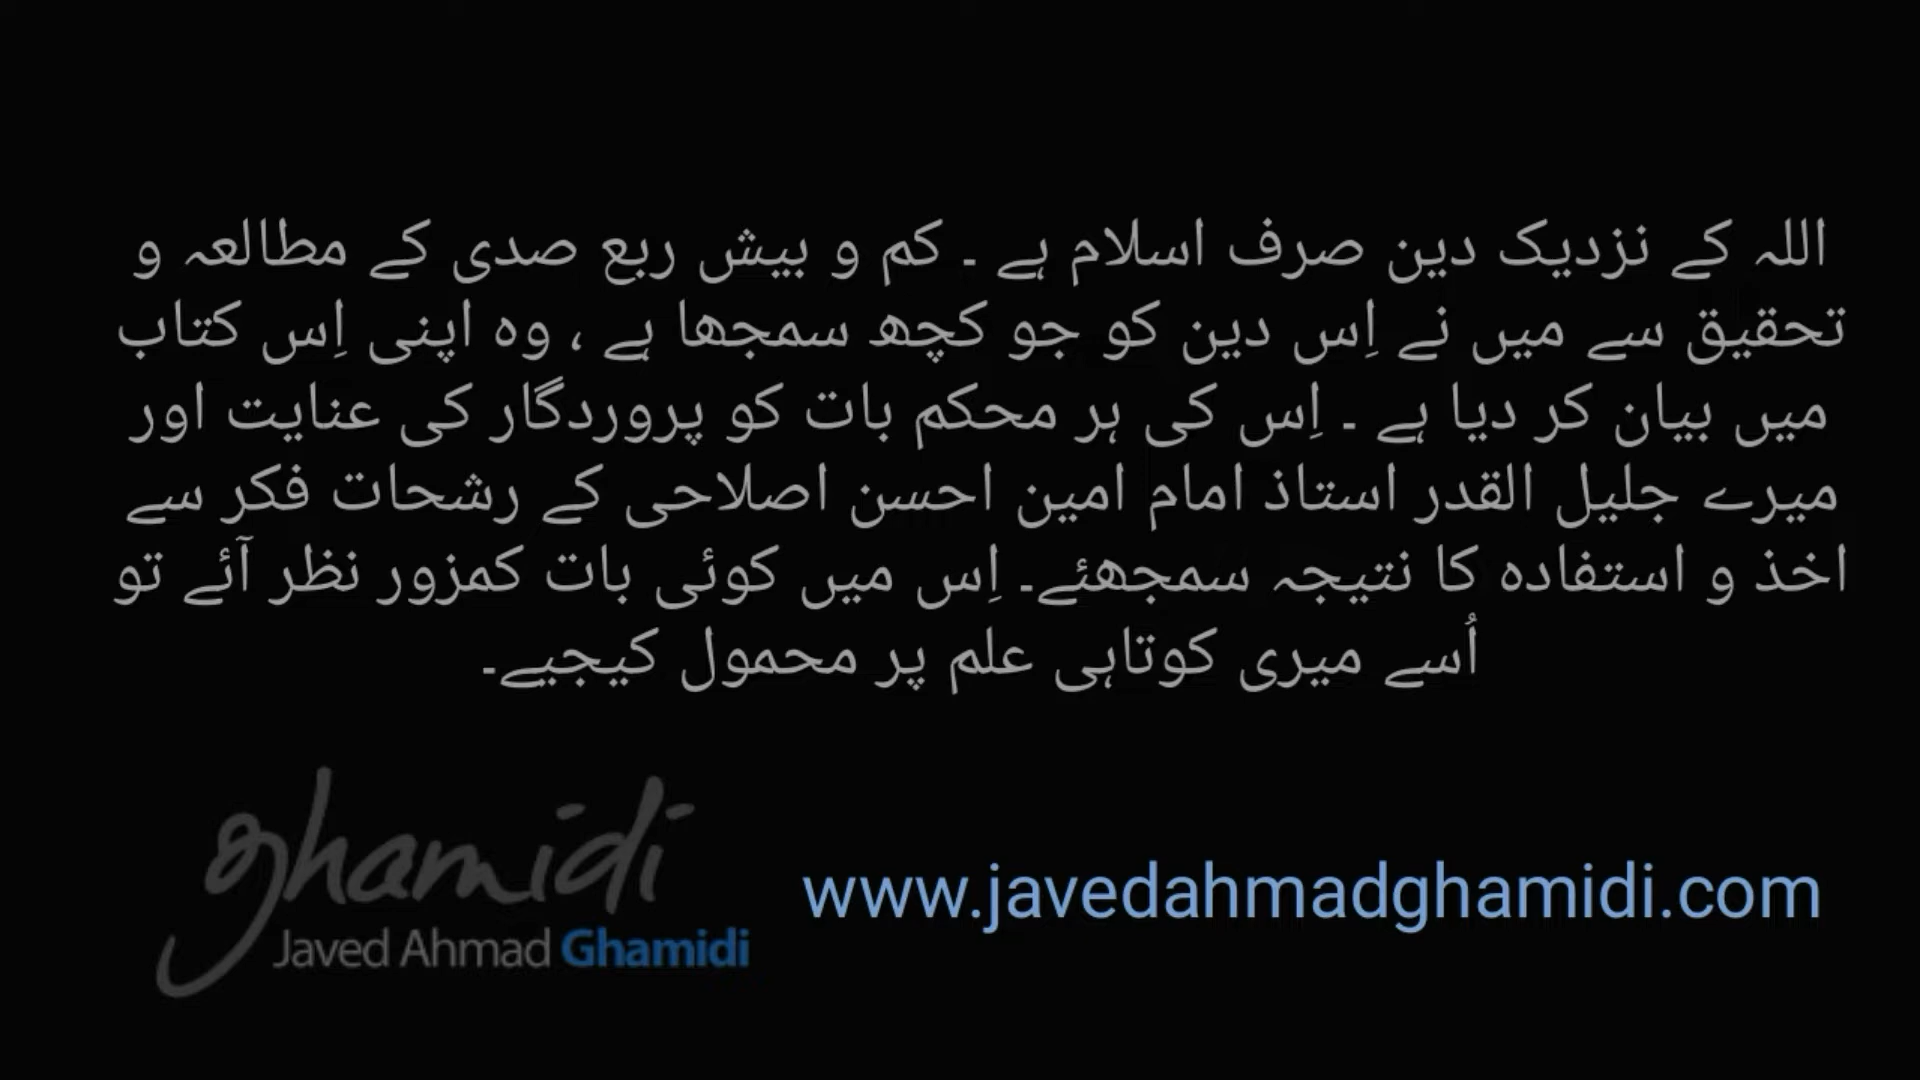 اللہ کے نزدیک دین صرف اسلام ہے ۔ کم و بیش ربع صدی کے مطالعہ و
تحقیق سے میں نے اِس دین کو جو کچھ سمجھا ہے ، وہ اپنی اِس کتاب
میں بیان کر دیا ہے ۔ اِس کی ہر محکم بات کو پروردگار کی عنایت اور
میرے جلیل القدر استاذ امام امین احسن اصلاحی کے رشحات فکر سے
اخذ و استفادہ کا نتیجہ سمجھئے۔ اِس میں کوئی بات کمزور نظر آئے تو
اُسے میری کوتاہی علم پر محمول کیجیے۔
ghamidi
Javed Ahmad Ghamidi
www.javedahmadghamidi.com